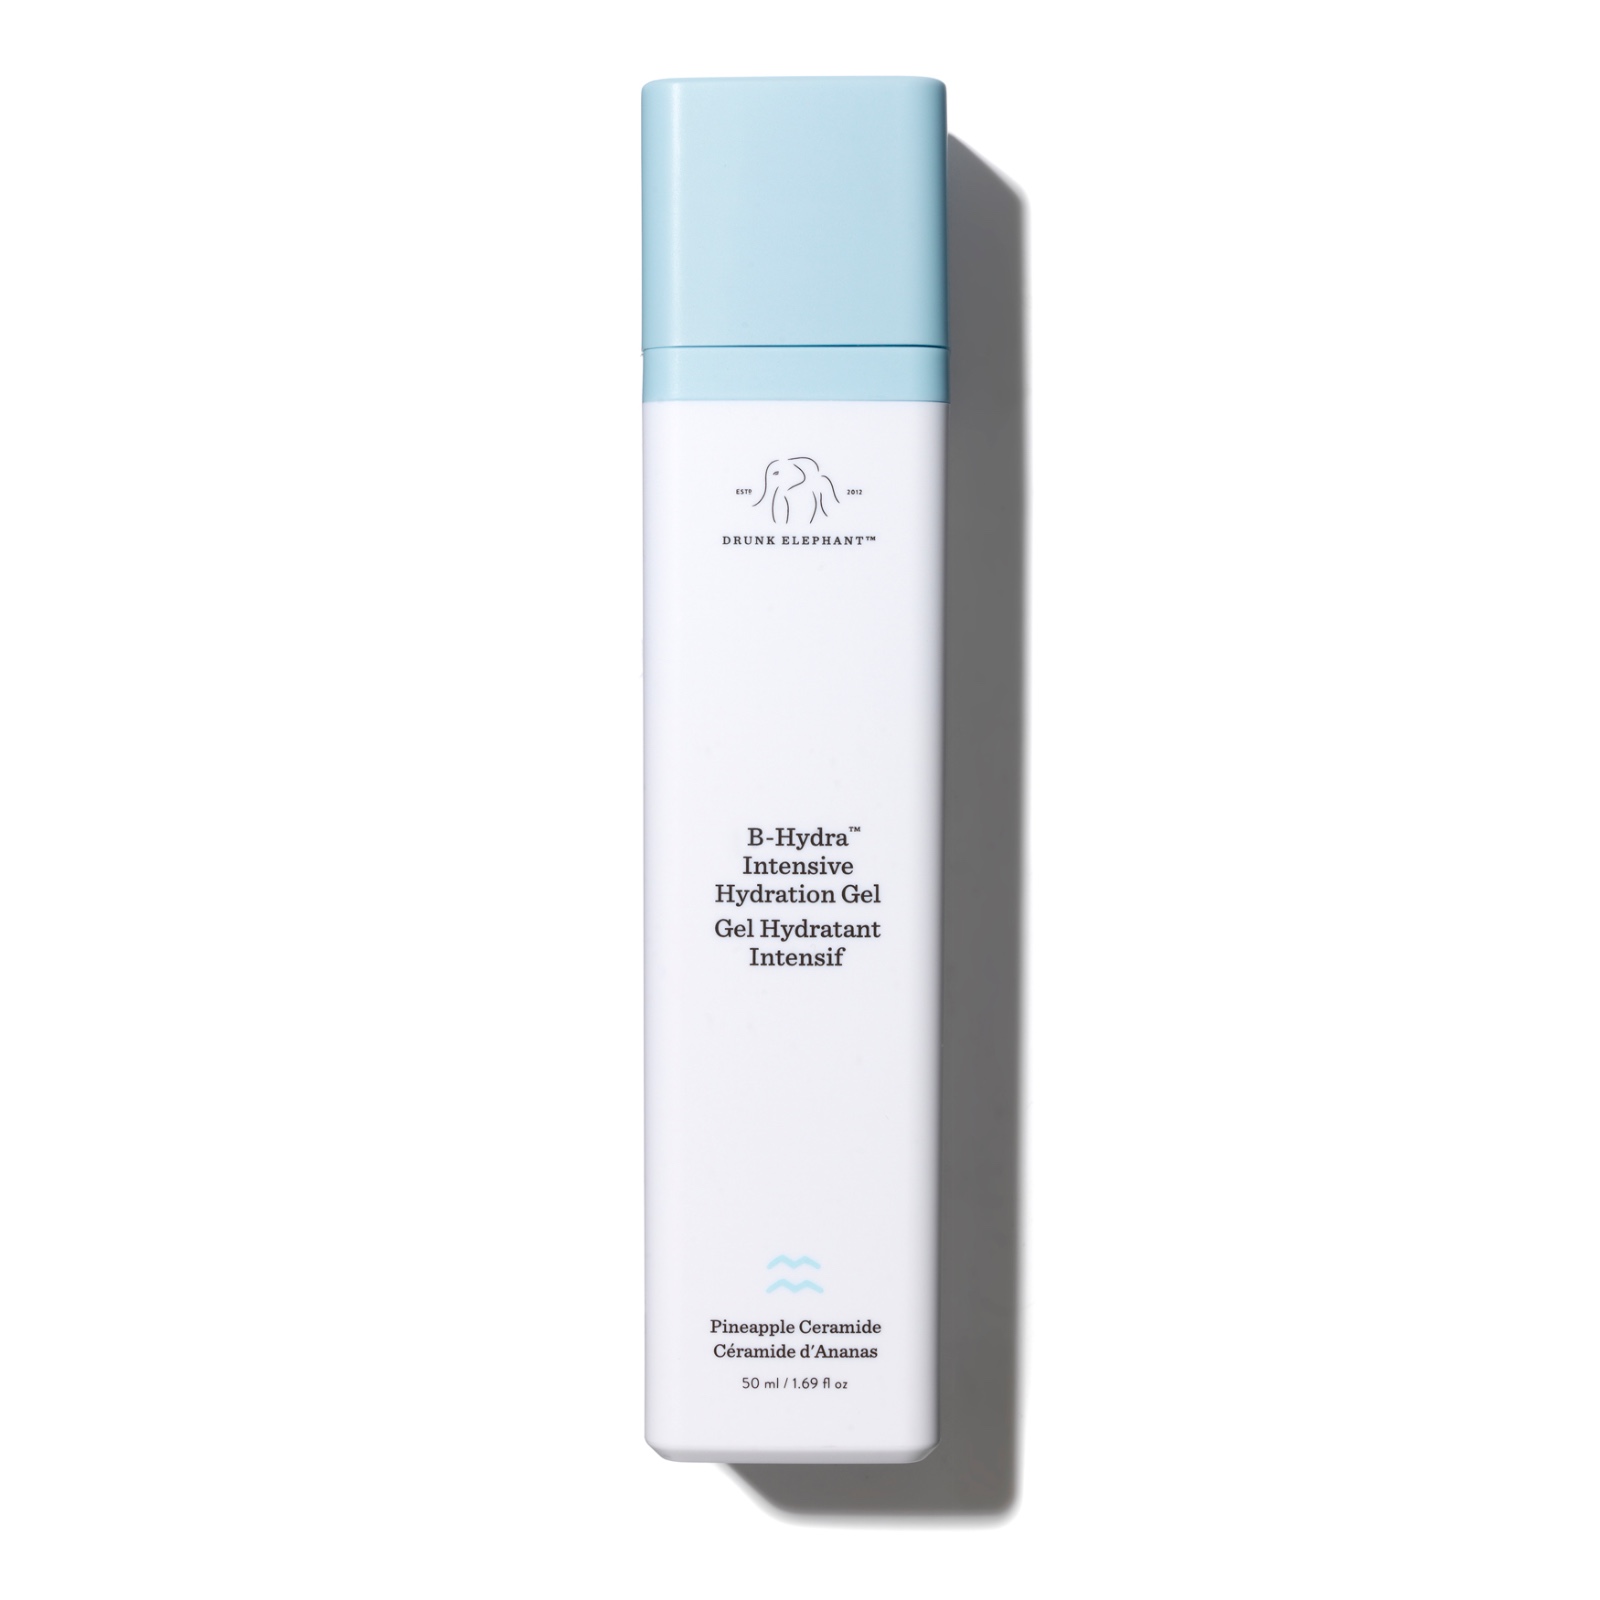 ESTD 2012
DRUNK ELEPHANT™
B-Hydra™
Intensive
Hydration Gel
Gel Hydratant
Intensif
Pineapple Ceramide
Céramide d'Ananas
50 ml / 1.69 fl oz